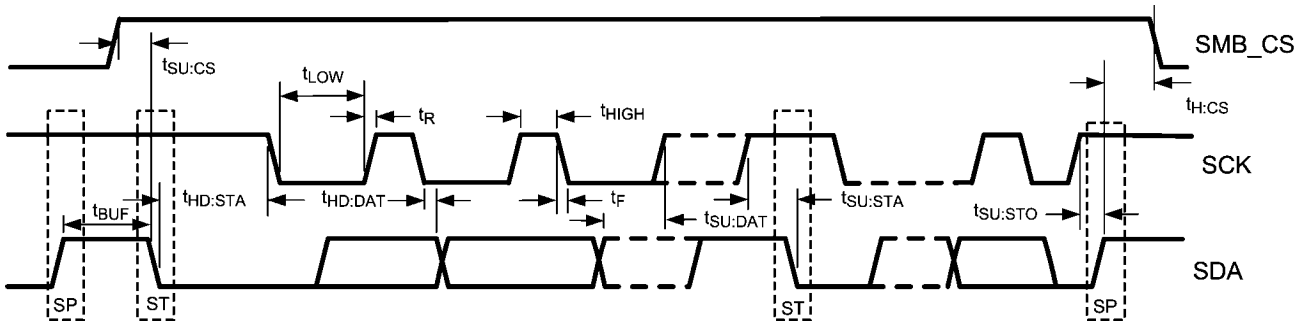 SMB_CS
tSU:CS
tLOW
tR
tHIGH
tH:CS
SCK
tHD:STA
tHD:DAT
tF
tSU:DAT
tSU:STA
tSU:STO
tBUF
SDA
SP
ST
ST
SP